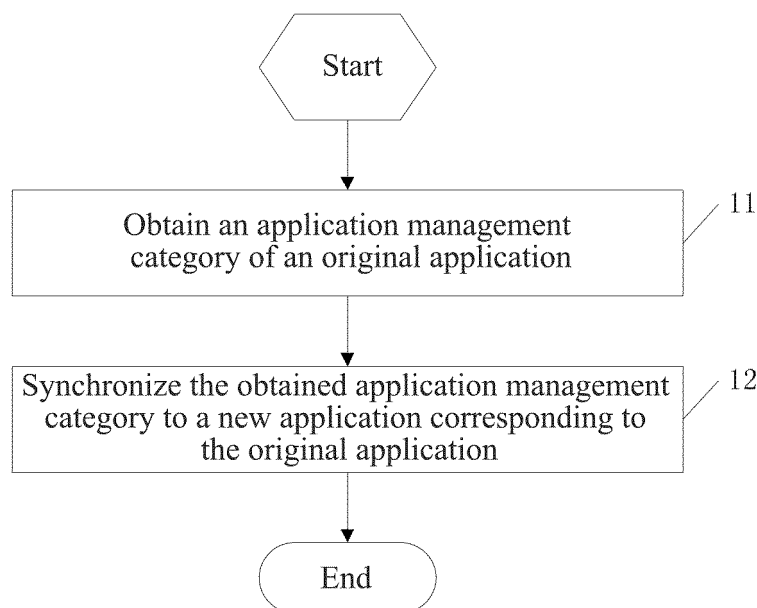 Start
Obtain an application management
category of an original application
11
Synchronize the obtained application management
category to a new application corresponding to
the original application
12
End